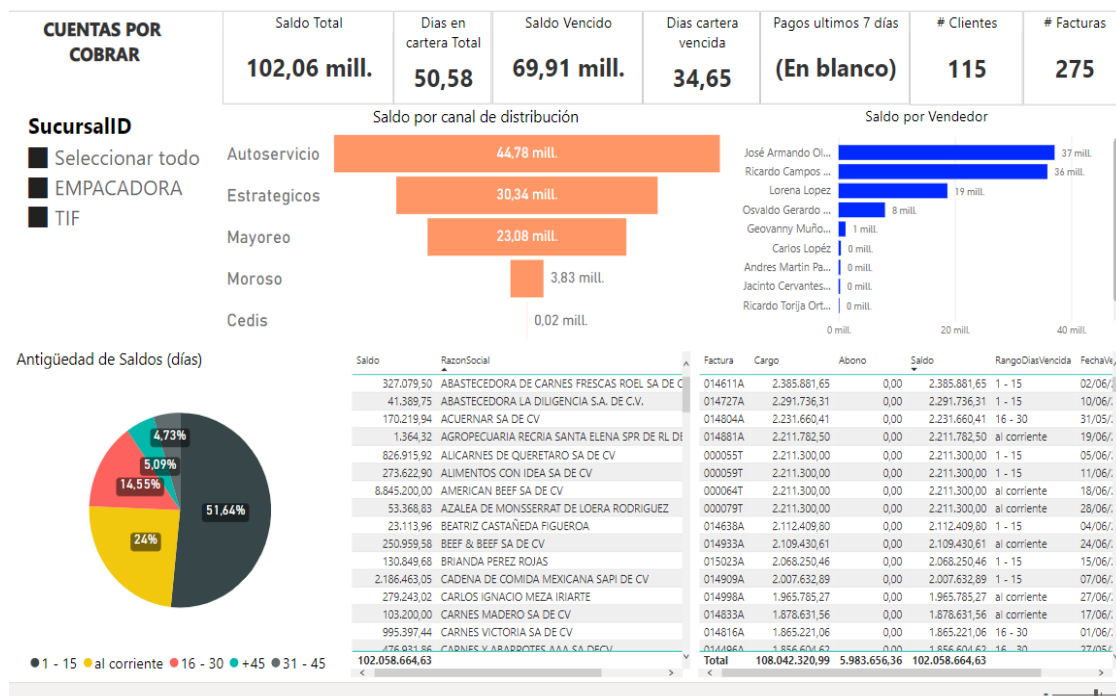 CUENTAS POR
COBRAR
Saldo Total
102,06 mill.
Dias en
cartera Total
50,58
Saldo Vencido
69,91 mill.
Dias cartera
vencida
34,65
Pagos ultimos 7 días
(En blanco)
# Clientes
115
# Facturas
275
SucursalID
Seleccionar todo
EMPACADORA
TIF
Saldo por canal de distribución
Autoservicio 44,78 mill.
Estrategicos 30,34 mill.
Mayoreo 23,08 mill.
Moroso 3,83 mill.
Cedis 0,02 mill.
Saldo por Vendedor
José Armando Ol... 37 mill.
Ricardo Campos ... 36 mill.
Lorena Lopez 19 mill.
Osvaldo Gerardo ... 8 mill.
Geovanny Muño... 1 mill.
Carlos Lopéz 0 mill.
Andres Martin Pa... 0 mill.
Jacinto Cervantes... 0 mill.
Ricardo Torija Ort... 0 mill.
0 mill. 20 mill. 40 mill.
Antigüedad de Saldos (días)
4,73%
5,09%
14,55%
51,64%
24%
1 - 15 al corriente 16 - 30 +45 31 - 45
Saldo RazonSocial
327.079,50 ABASTECEDORA DE CARNES FRESCAS ROEL SA DE C
41.389,75 ABASTECEDORA LA DILIGENCIA S.A. DE C.V.
170.219,94 ACUERNAR SA DE CV
1.364,32 AGROPECUARIA RECRIA SANTA ELENA SPR DE RL DE
826.915,92 ALICARNES DE QUERETARO SA DE CV
273.622,90 ALIMENTOS CON IDEA SA DE CV
8.845.200,00 AMERICAN BEEF SA DE CV
53.368,83 AZALEA DE MONSSERRAT DE LOERA RODRIGUEZ
23.113,96 BEATRIZ CASTAÑEDA FIGUEROA
250.959,58 BEEF & BEEF SA DE CV
130.849,68 BRIANDA PEREZ ROJAS
2.186.463,05 CADENA DE COMIDA MEXICANA SAPI DE CV
279.243,02 CARLOS IGNACIO MEZA IRIARTE
103.200,00 CARNES MADERO SA DE CV
995.397,44 CARNES VICTORIA SA DE CV
476.931,86 CARNES Y ABARROTES AAA SA DECV
102.058.664,63
Factura Cargo Abono Saldo RangoDiasVencida FechaVe
014611A 2.385.881,65 0,00 2.385.881,65 1 - 15 02/06/
014727A 2.291.736,31 0,00 2.291.736,31 1 - 15 10/06/
014804A 2.231.660,41 0,00 2.231.660,41 16 - 30 31/05/
014881A 2.211.782,50 0,00 2.211.782,50 al corriente 19/06/
000055T 2.211.300,00 0,00 2.211.300,00 1 - 15 05/06/
000059T 2.211.300,00 0,00 2.211.300,00 1 - 15 11/06/
000064T 2.211.300,00 0,00 2.211.300,00 al corriente 18/06/
000079T 2.211.300,00 0,00 2.211.300,00 al corriente 28/06/
014638A 2.112.409,80 0,00 2.112.409,80 1 - 15 04/06/
014933A 2.109.430,61 0,00 2.109.430,61 al corriente 24/06/
015023A 2.068.250,46 0,00 2.068.250,46 1 - 15 15/06/
014909A 2.007.632,89 0,00 2.007.632,89 1 - 15 07/06/
014998A 1.965.785,27 0,00 1.965.785,27 al corriente 27/06/
014833A 1.878.631,56 0,00 1.878.631,56 al corriente 17/06/
014816A 1.865.221,06 0,00 1.865.221,06 16 - 30 01/06/
014496A 1.856.604,62 0,00 1.856.604,62 16 - 30 27/05/
Total 108.042.320,99 5.983.656,36 102.058.664,63